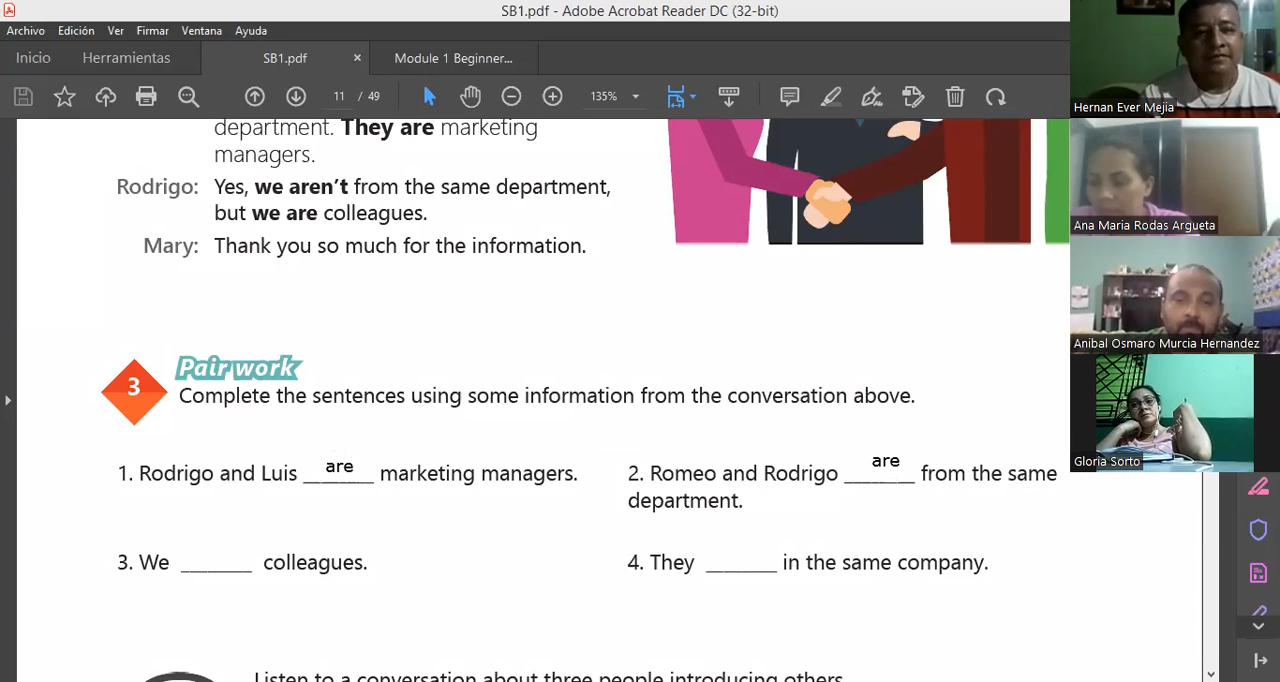 SB1.pdf - Adobe Acrobat Reader DC (32-bit)
Archivo Edición Ver Firmar Ventana Ayuda
Inicio Herramientas SB1.pdf × Module 1 Beginner...
11 / 49 135%
department. They are marketing
managers.
Rodrigo: Yes, we aren't from the same department,
but we are colleagues.
Mary: Thank you so much for the information.
3 Pair work
Complete the sentences using some information from the conversation above.
1. Rodrigo and Luis are marketing managers.
2. Romeo and Rodrigo are from the same
department.
3. We ________ colleagues.
4. They ________ in the same company.
Listen to a conversation about three people introducing others.
Hernan Ever Mejia
Ana Maria Rodas Argueta
Anibal Osmaro Murcia Hernandez
Gloria Sorto